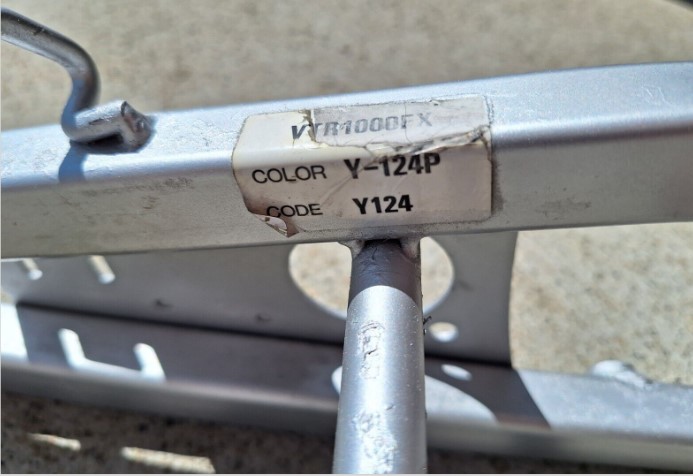 VTR1000FX
COLOR Y-124P
CODE Y124